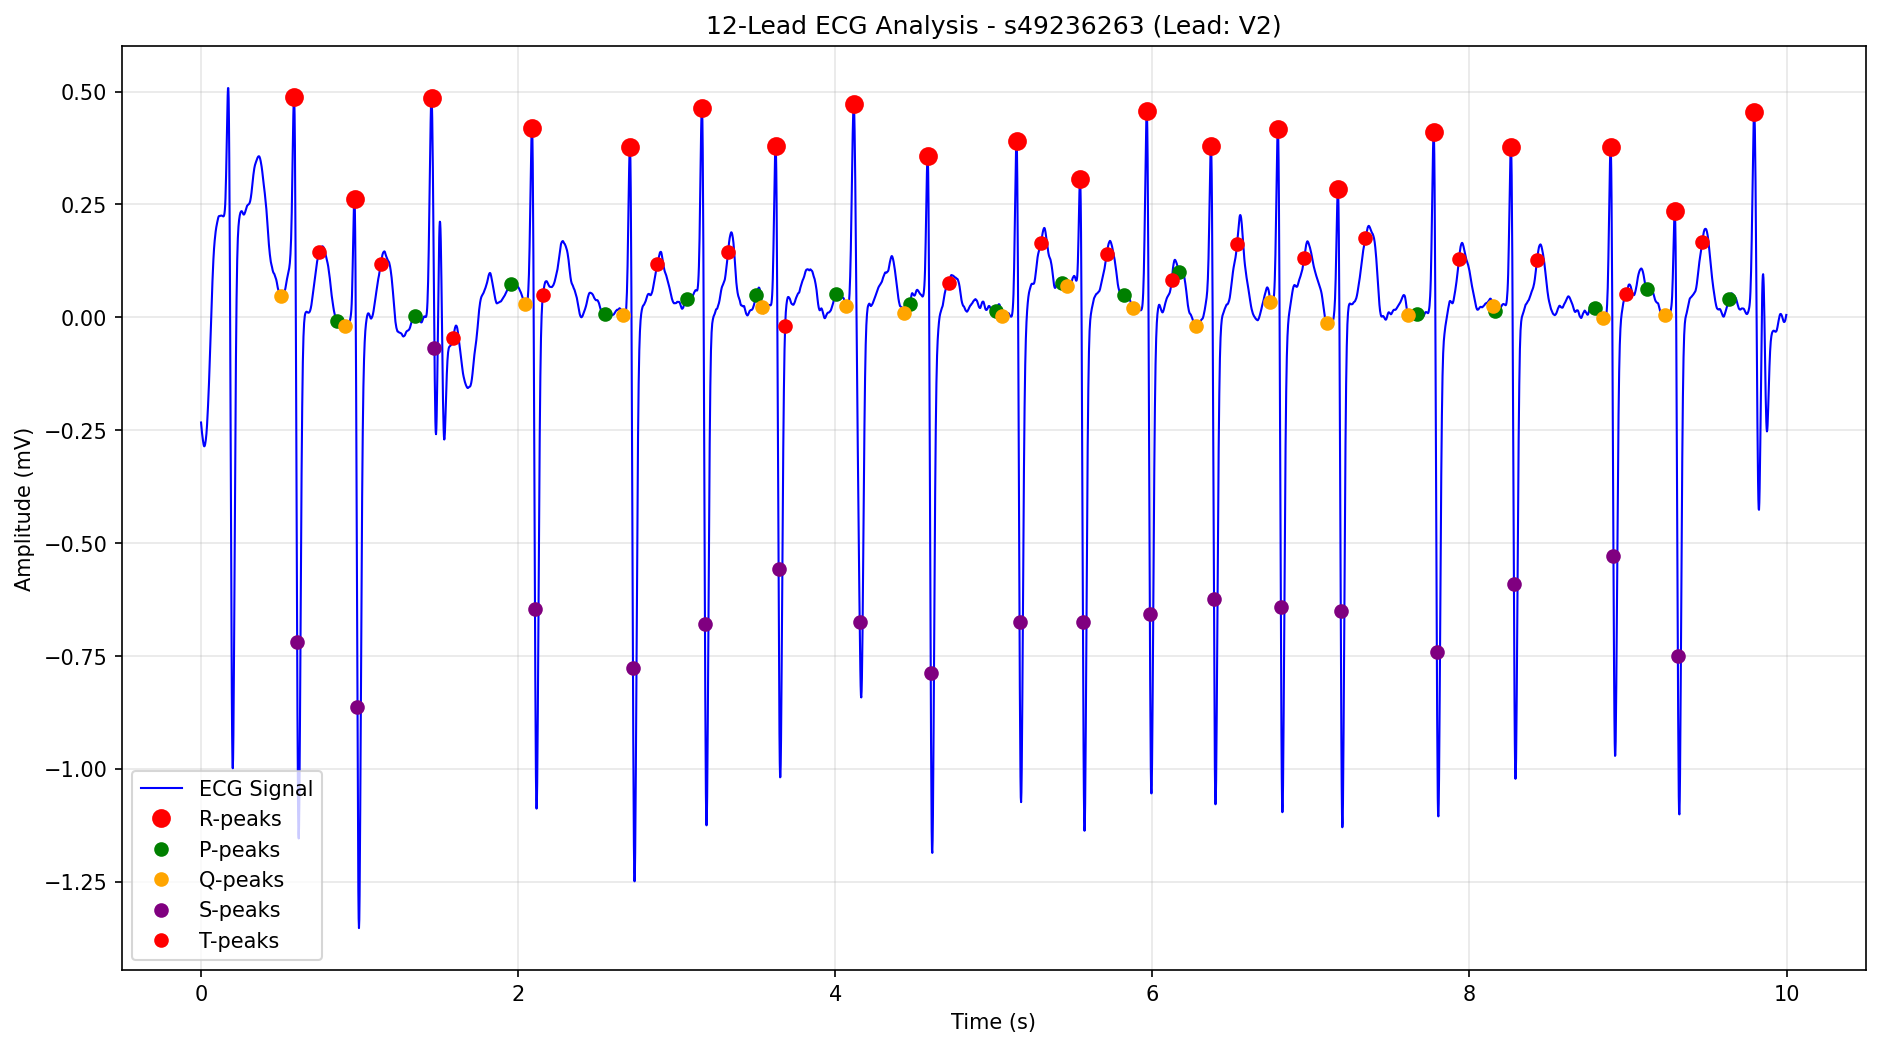 12-Lead ECG Analysis - s49236263 (Lead: V2)
Amplitude (mV)
0.50
0.25
0.00
−0.25
−0.50
−0.75
−1.00
−1.25
ECG Signal
R-peaks
P-peaks
Q-peaks
S-peaks
T-peaks
0 2 4 6 8 10
Time (s)